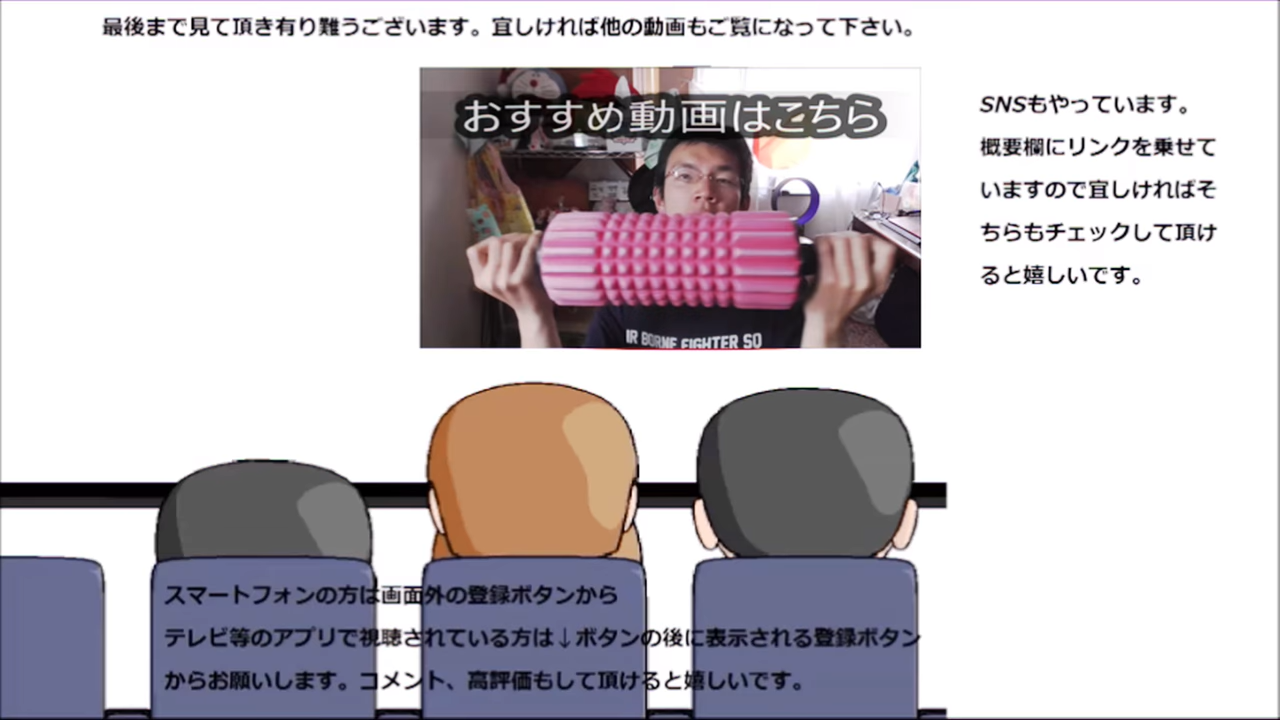 最後まで見て頂き有り難うございます。宜しければ他の動画もご覧になって下さい。
おすすめ動画はこちら
IR BORNE FIGHTER SO
SNSもやっています。
概要欄にリンクを乗せて
いますので宜しければそ
ちらもチェックして頂け
ると嬉しいです。
スマートフォンの方は画面外の登録ボタンから
テレビ等のアプリで視聴されている方は↓ボタンの後に表示される登録ボタン
からお願いします。コメント、高評価もして頂けると嬉しいです。